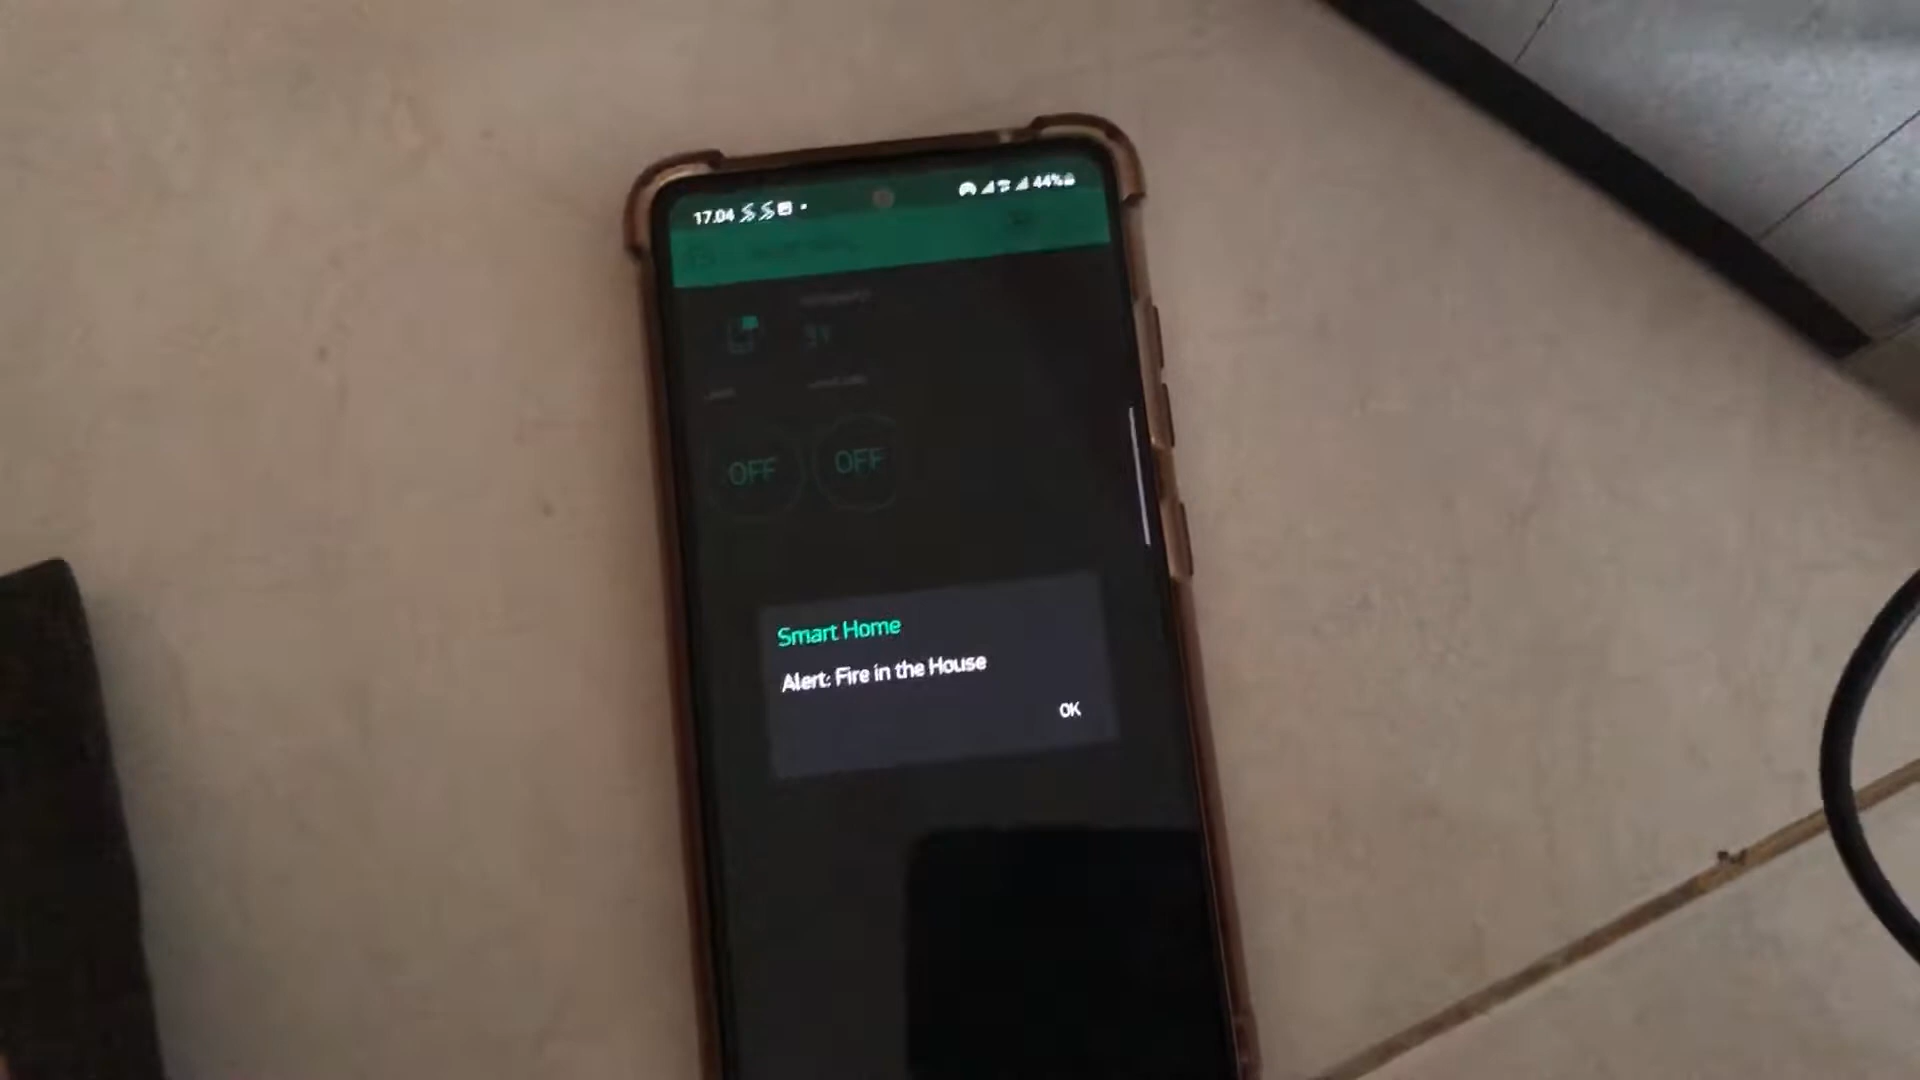 17.04
44%
OFF OFF
Smart Home
Alert: Fire in the House
OK